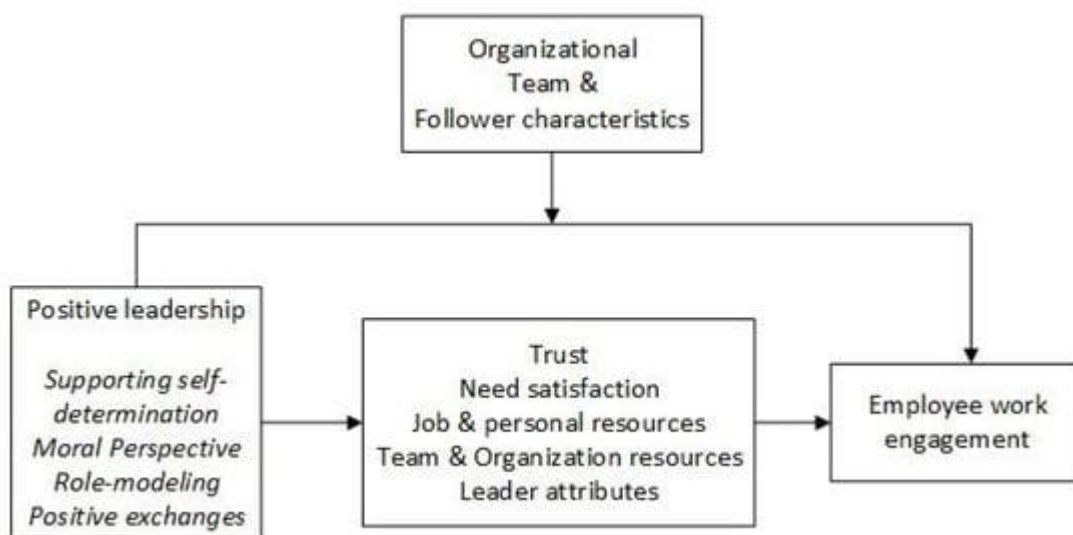 Organizational
Team &
Follower characteristics
Positive leadership
Supporting self-
determination
Moral Perspective
Role-modeling
Positive exchanges
Trust
Need satisfaction
Job & personal resources
Team & Organization resources
Leader attributes
Employee work
engagement